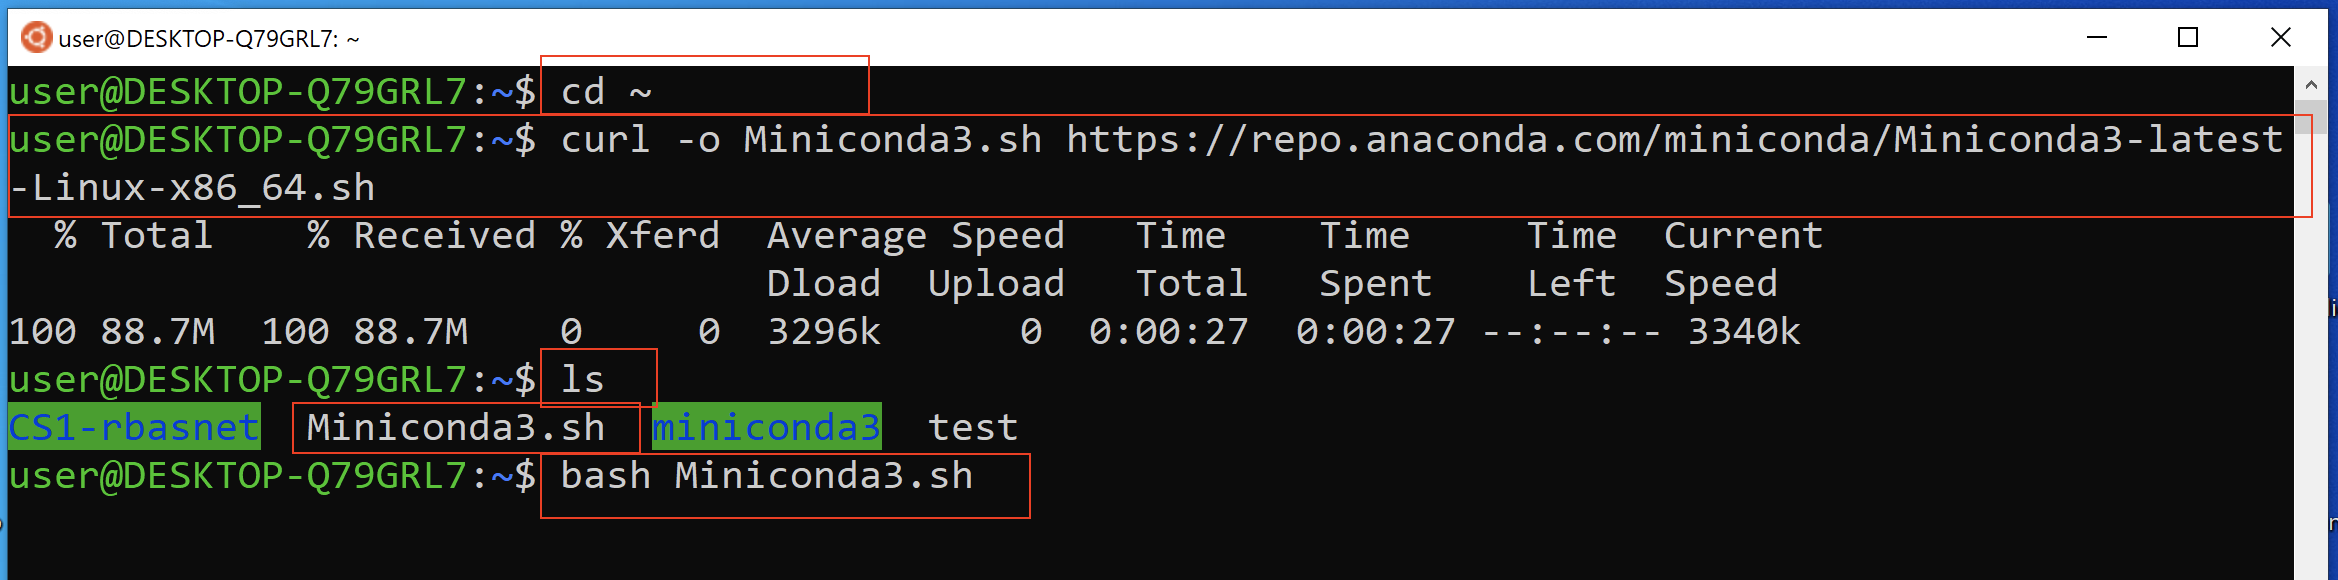 user@DESKTOP-Q79GRL7: ~
user@DESKTOP-Q79GRL7:~$ cd ~
user@DESKTOP-Q79GRL7:~$ curl -o Miniconda3.sh https://repo.anaconda.com/miniconda/Miniconda3-latest
-Linux-x86_64.sh
  % Total    % Received % Xferd  Average Speed   Time    Time     Time  Current
                                 Dload  Upload   Total   Spent    Left  Speed
100 88.7M  100 88.7M    0     0  3296k      0  0:00:27  0:00:27 --:--:-- 3340k
user@DESKTOP-Q79GRL7:~$ ls
CS1-rbasnet  Miniconda3.sh  miniconda3  test
user@DESKTOP-Q79GRL7:~$ bash Miniconda3.sh